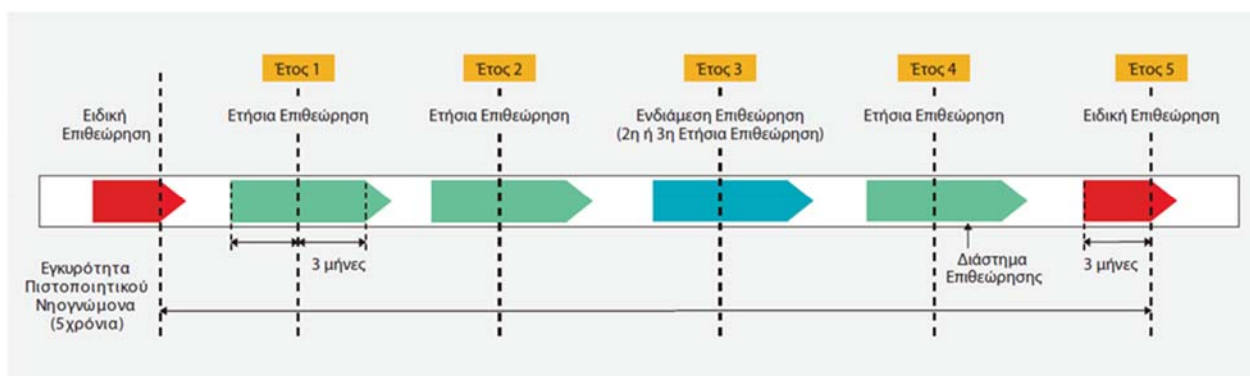 Έτος 1
Έτος 2
Έτος 3
Έτος 4
Έτος 5
Ειδική
Επιθεώρηση
Ετήσια Επιθεώρηση
Ετήσια Επιθεώρηση
Ενδιάμεση Επιθεώρηση
(2η ή 3η Ετήσια Επιθεώρηση)
Ετήσια Επιθεώρηση
Ειδική Επιθεώρηση
3 μήνες
Διάστημα
Επιθεώρησης
3 μήνες
Εγκυρότητα
Πιστοποιητικού
Νηογνώμονα
(5χρόνια)